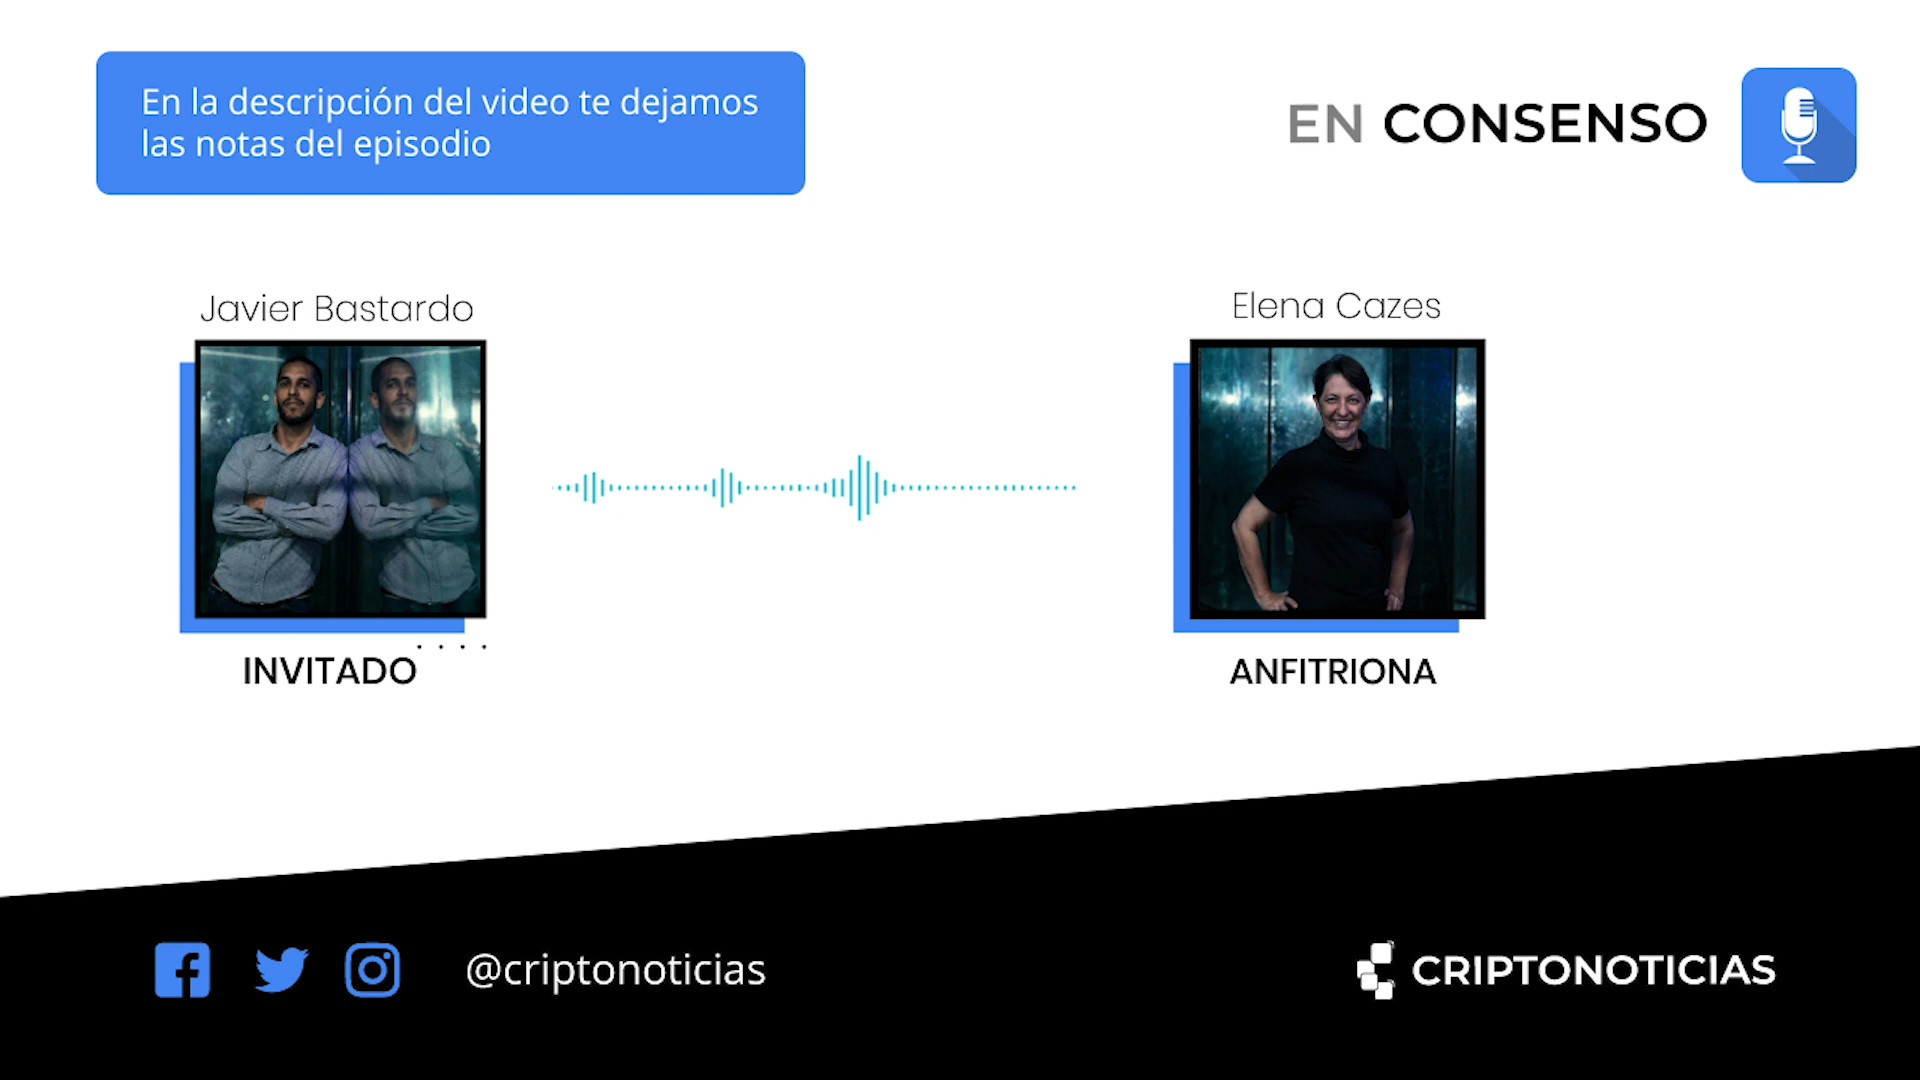 En la descripción del video te dejamos
las notas del episodio
EN CONSENSO
Javier Bastardo
Elena Cazes
INVITADO
ANFITRIONA
@criptonoticias
CRIPTONOTICIAS